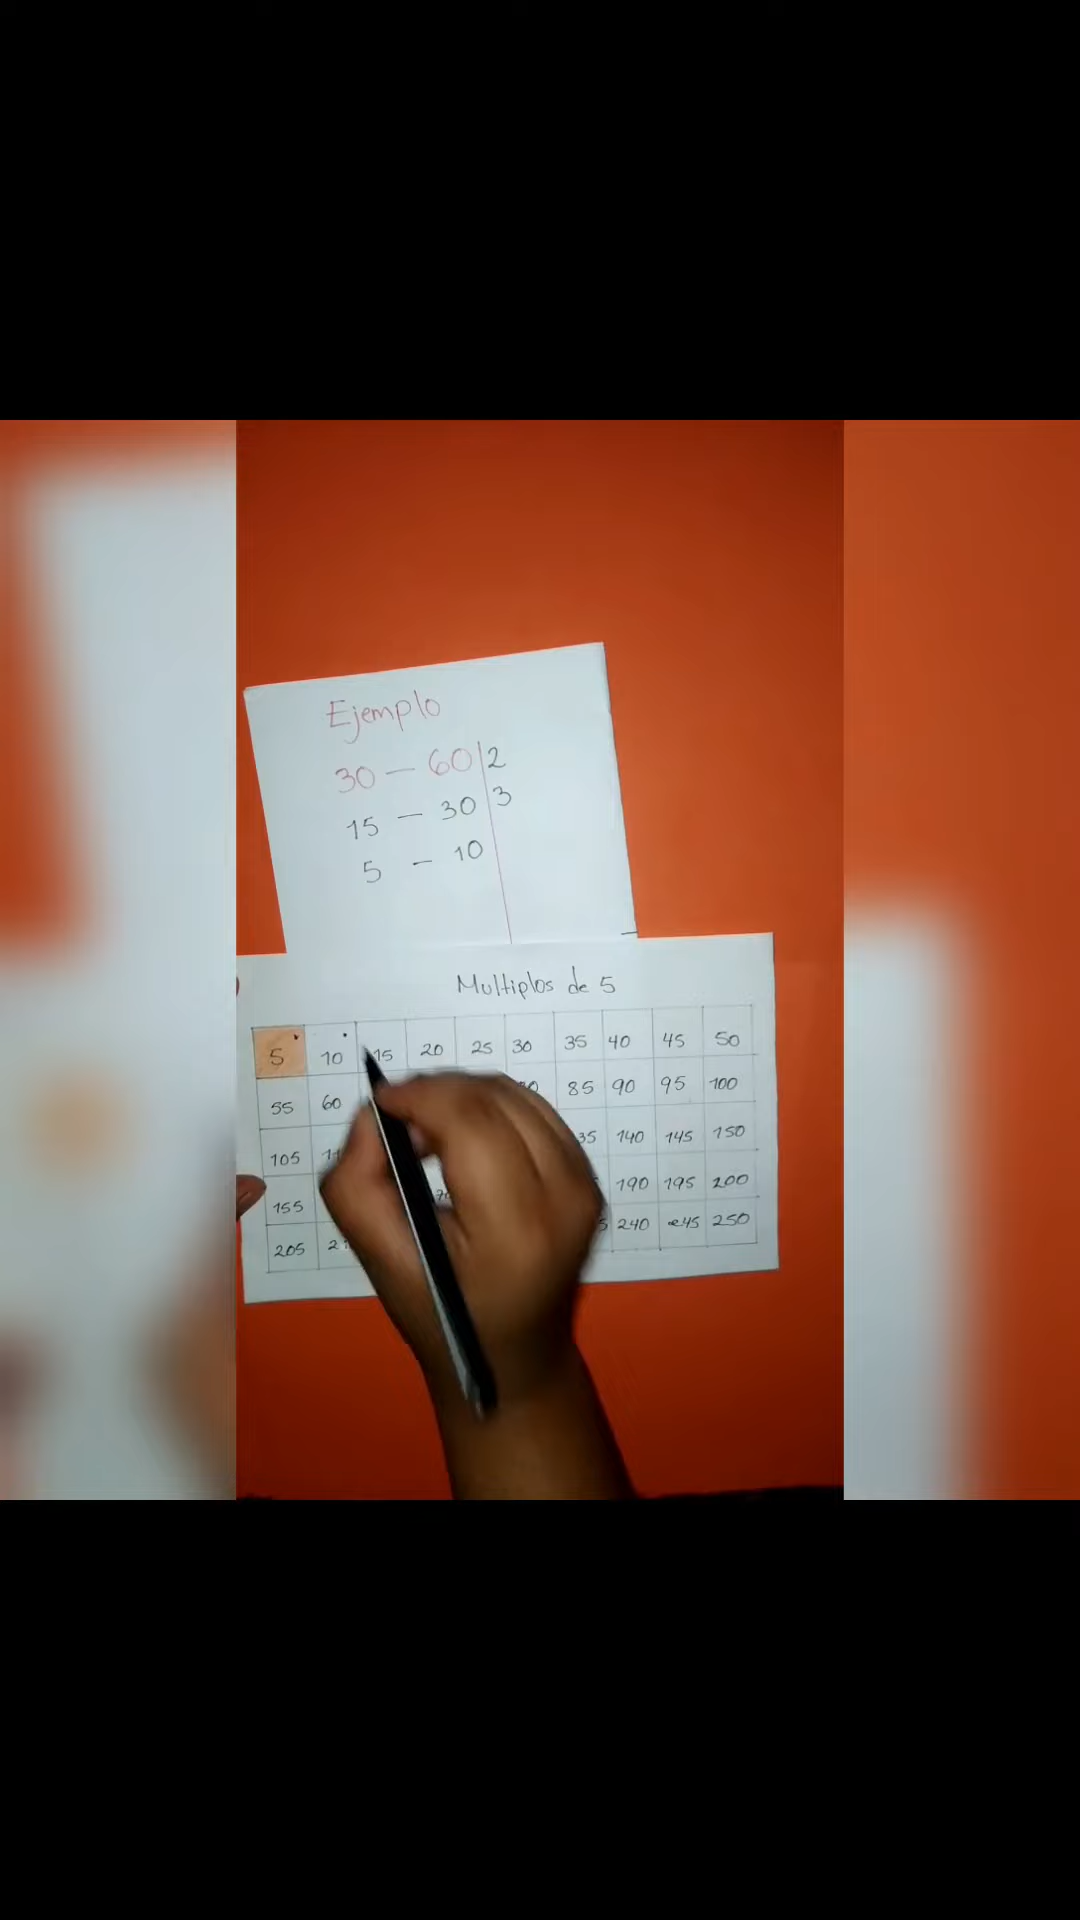 Ejemplo
30 — 60 | 2
15 — 30 | 3
5 — 10
Multiplos de 5
5 10 15 20 25 30 35 40 45 50
55 60 85 90 95 100
105 140 145 150
155 190 195 200
205 240 245 250